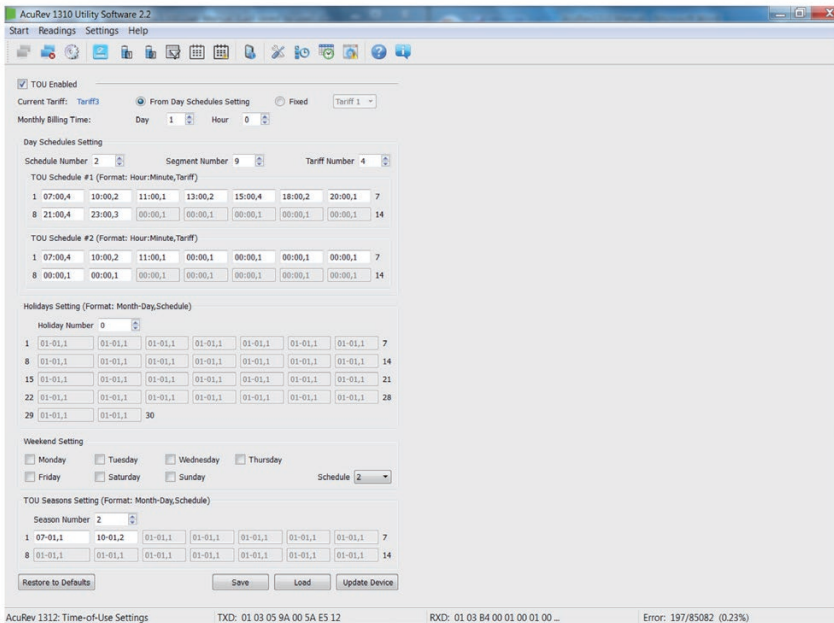 AcuRev 1310 Utility Software 2.2
Start Readings Settings Help
TOU Enabled
Current Tariff: Tariff3 From Day Schedules Setting Fixed Tariff 1
Monthly Billing Time: Day 1 Hour 0
Day Schedules Setting
Schedule Number 2 Segment Number 9 Tariff Number 4
TOU Schedule #1 (Format: Hour:Minute,Tariff)
1 07:00,4 10:00,2 11:00,1 13:00,2 15:00,4 18:00,2 20:00,1 7
8 21:00,4 23:00,3 00:00,1 00:00,1 00:00,1 00:00,1 00:00,1 14
TOU Schedule #2 (Format: Hour:Minute,Tariff)
1 07:00,4 10:00,2 11:00,1 00:00,1 00:00,1 00:00,1 00:00,1 7
8 00:00,1 00:00,1 00:00,1 00:00,1 00:00,1 00:00,1 00:00,1 14
Holidays Setting (Format: Month-Day,Schedule)
Holiday Number 0
1 01-01,1 01-01,1 01-01,1 01-01,1 01-01,1 01-01,1 01-01,1 7
8 01-01,1 01-01,1 01-01,1 01-01,1 01-01,1 01-01,1 01-01,1 14
15 01-01,1 01-01,1 01-01,1 01-01,1 01-01,1 01-01,1 01-01,1 21
22 01-01,1 01-01,1 01-01,1 01-01,1 01-01,1 01-01,1 01-01,1 28
29 01-01,1 01-01,1 30
Weekend Setting
Monday Tuesday Wednesday Thursday
Friday Saturday Sunday Schedule 2
TOU Seasons Setting (Format: Month-Day,Schedule)
Season Number 2
1 07-01,1 10-01,2 01-01,1 01-01,1 01-01,1 01-01,1 01-01,1 7
8 01-01,1 01-01,1 01-01,1 01-01,1 01-01,1 01-01,1 01-01,1 14
Restore to Defaults Save Load Update Device
AcuRev 1312: Time-of-Use Settings TXD: 01 03 05 9A 00 5A E5 12 RXD: 01 03 B4 00 01 00 01 00 ... Error: 197/85082 (0.23%)